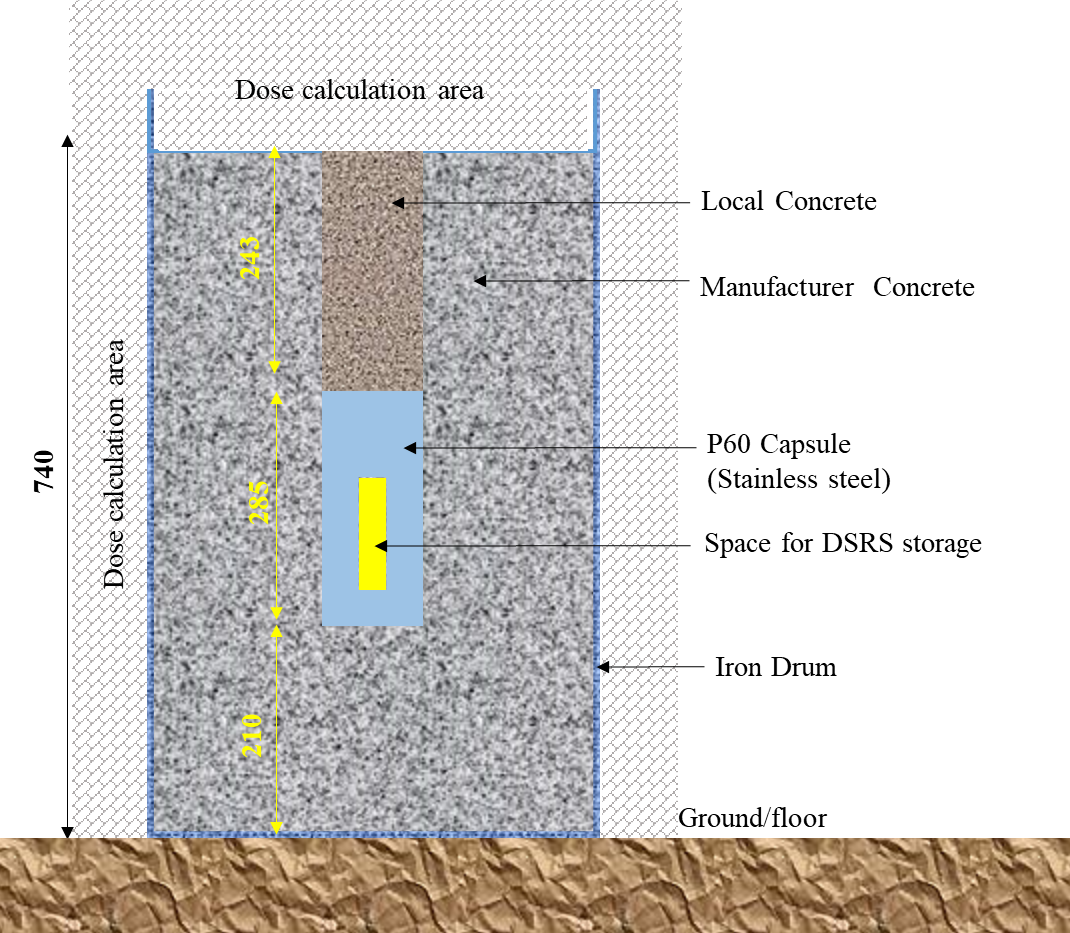 Dose calculation area
Local Concrete
243
Manufacturer Concrete
Dose calculation area
740
P60 Capsule
(Stainless steel)
285
Space for DSRS storage
Iron Drum
210
Ground/floor